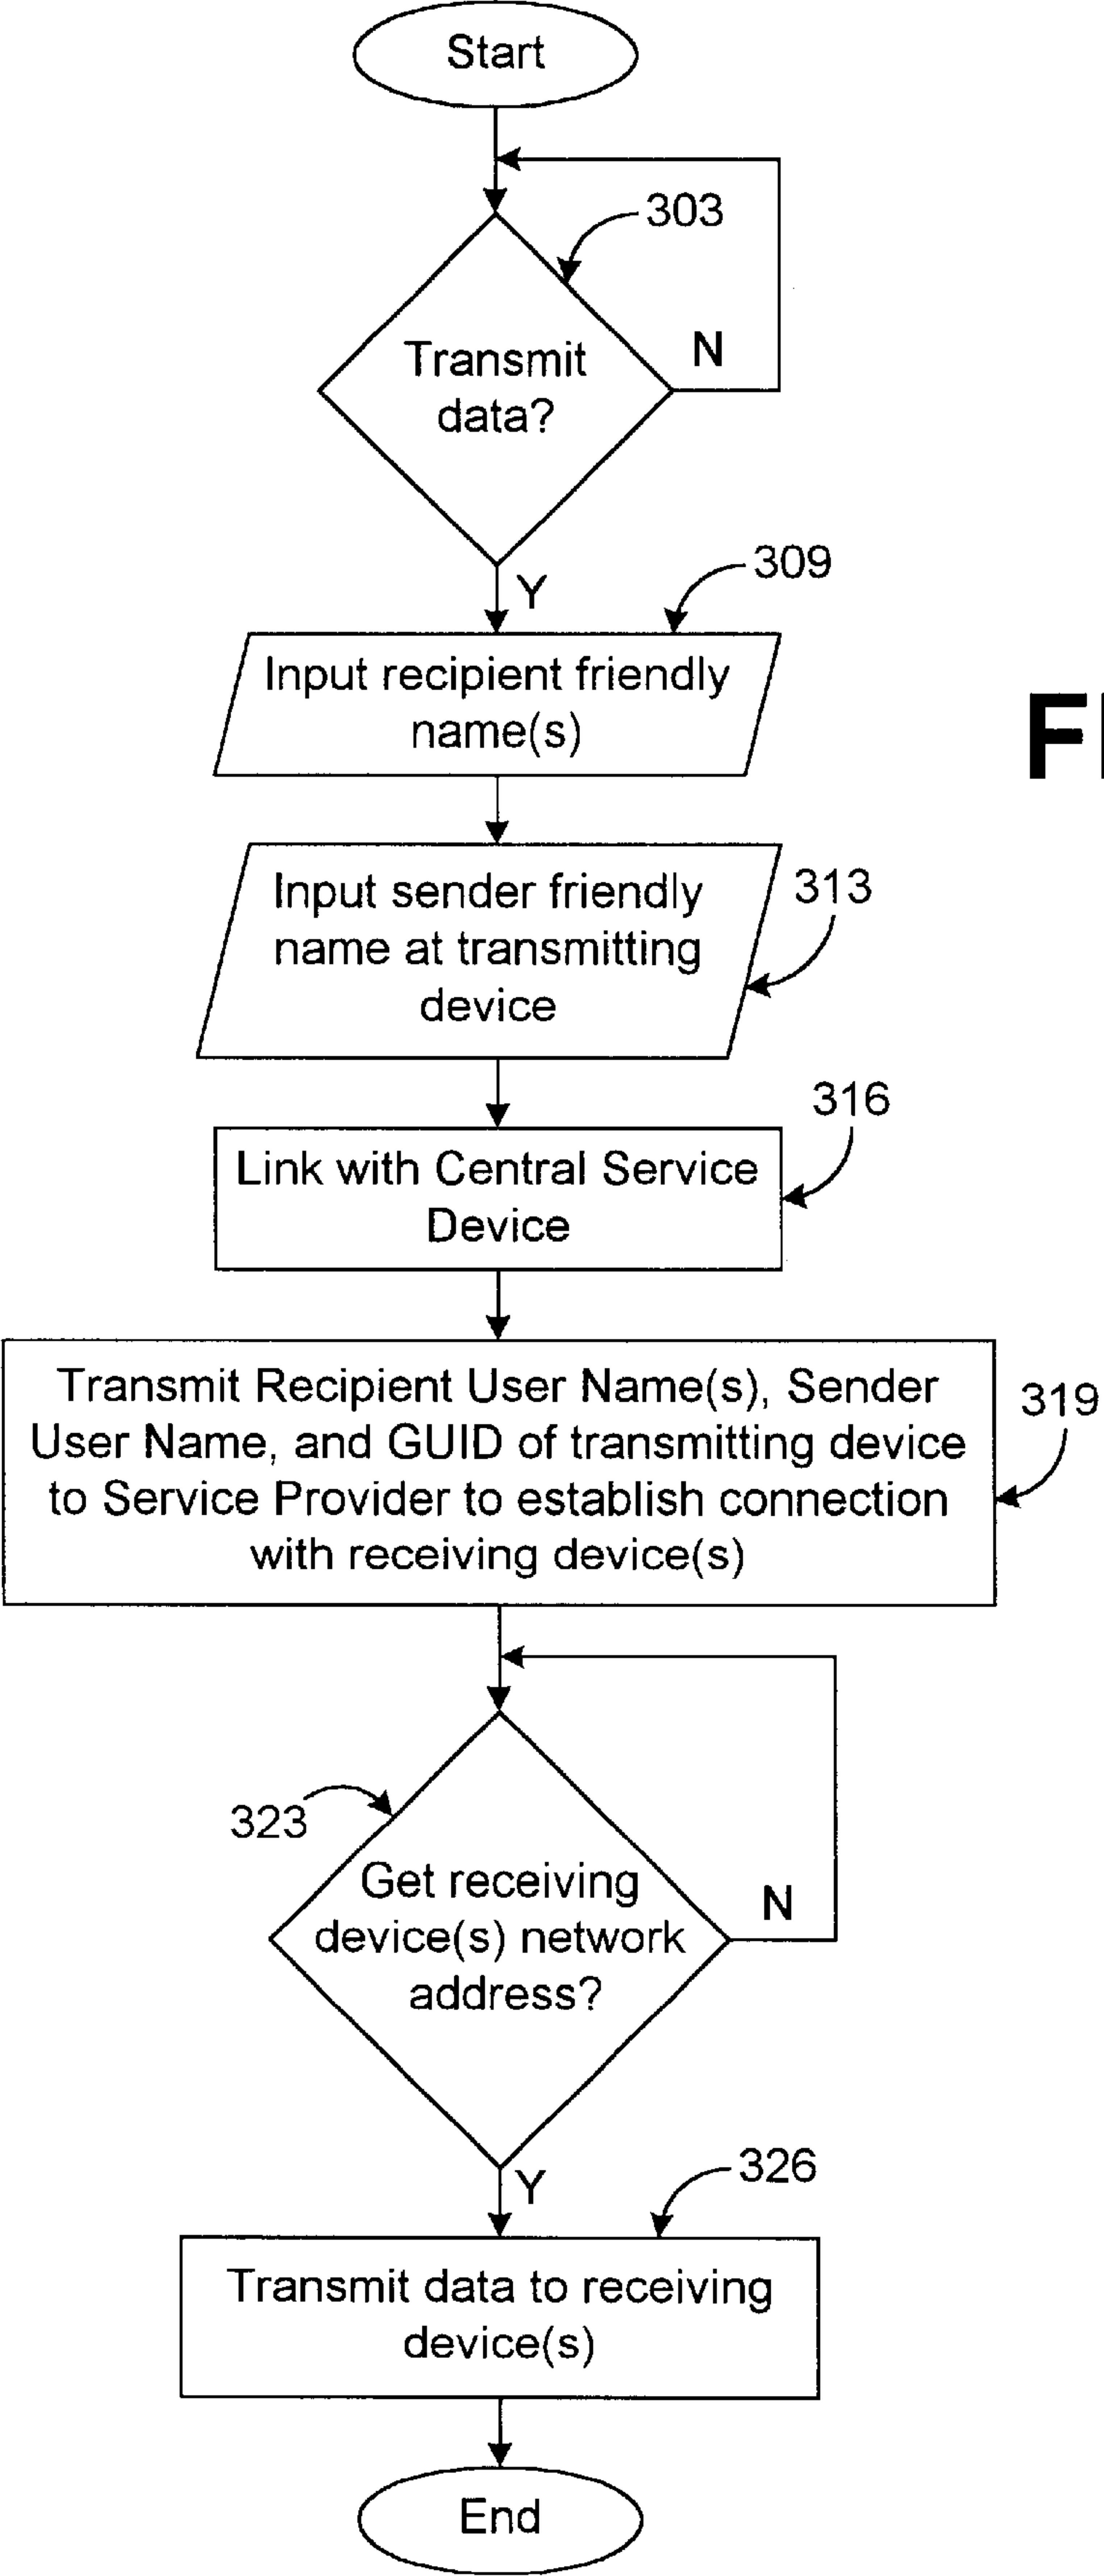 Start
303
Transmit
data?
N
Y
309
Input recipient friendly
name(s)
313
Input sender friendly
name at transmitting
device
316
Link with Central Service
Device
319
Transmit Recipient User Name(s), Sender
User Name, and GUID of transmitting device
to Service Provider to establish connection
with receiving device(s)
323
Get receiving
device(s) network
address?
N
Y
326
Transmit data to receiving
device(s)
End